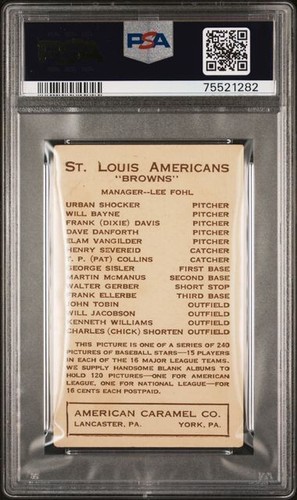 PSA
75521282
ST. LOUIS AMERICANS
"BROWNS"
MANAGER--LEE FOHL
URBAN SHOCKER PITCHER
WILL BAYNE PITCHER
FRANK (DIXIE) DAVIS PITCHER
DAVE DANFORTH PITCHER
ELAM VANGILDER PITCHER
HENRY SEVEREID CATCHER
T. P. (PAT) COLLINS CATCHER
GEORGE SISLER FIRST BASE
MARTIN MCMANUS SECOND BASE
WALTER GERBER SHORT STOP
FRANK ELLERBE THIRD BASE
JOHN TOBIN OUTFIELD
WILL JACOBSON OUTFIELD
KENNETH WILLIAMS OUTFIELD
CHARLES (CHICK) SHORTEN OUTFIELD
THIS PICTURE IS ONE OF A SERIES OF 240
PICTURES OF BASEBALL STARS--15 PLAYERS
IN EACH OF THE 16 MAJOR LEAGUE TEAMS.
WE SUPPLY HANDSOME BLANK ALBUMS TO
HOLD 120 PICTURES--ONE FOR AMERICAN
LEAGUE, ONE FOR NATIONAL LEAGUE--FOR
16 CENTS EACH POSTPAID.
AMERICAN CARAMEL CO.
LANCASTER, PA. YORK, PA.